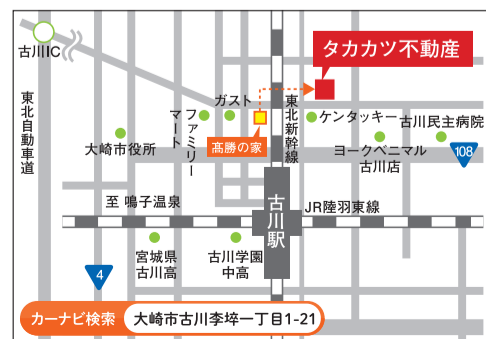 古川IC
タカカツ不動産
東北自動車道
ガスト
ファミリー
マート
髙勝の家
東北新幹線
ケンタッキー
古川民主病院
大崎市役所
ヨークベニマル
古川店
108
至 鳴子温泉
古川駅
JR陸羽東線
宮城県
古川高
古川学園
中高
4
カーナビ検索
大崎市古川李埣一丁目1-21